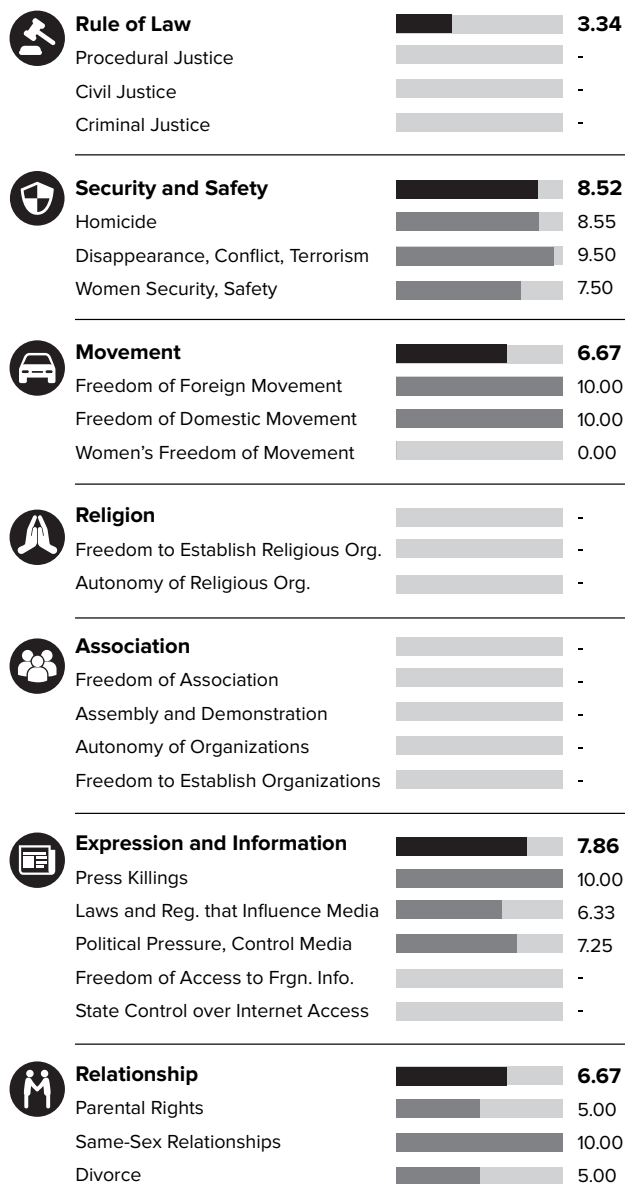 Rule of Law 3.34
Procedural Justice -
Civil Justice -
Criminal Justice -
Security and Safety 8.52
Homicide 8.55
Disappearance, Conflict, Terrorism 9.50
Women Security, Safety 7.50
Movement 6.67
Freedom of Foreign Movement 10.00
Freedom of Domestic Movement 10.00
Women’s Freedom of Movement 0.00
Religion -
Freedom to Establish Religious Org. -
Autonomy of Religious Org. -
Association -
Freedom of Association -
Assembly and Demonstration -
Autonomy of Organizations -
Freedom to Establish Organizations -
Expression and Information 7.86
Press Killings 10.00
Laws and Reg. that Influence Media 6.33
Political Pressure, Control Media 7.25
Freedom of Access to Frgn. Info. -
State Control over Internet Access -
Relationship 6.67
Parental Rights 5.00
Same-Sex Relationships 10.00
Divorce 5.00